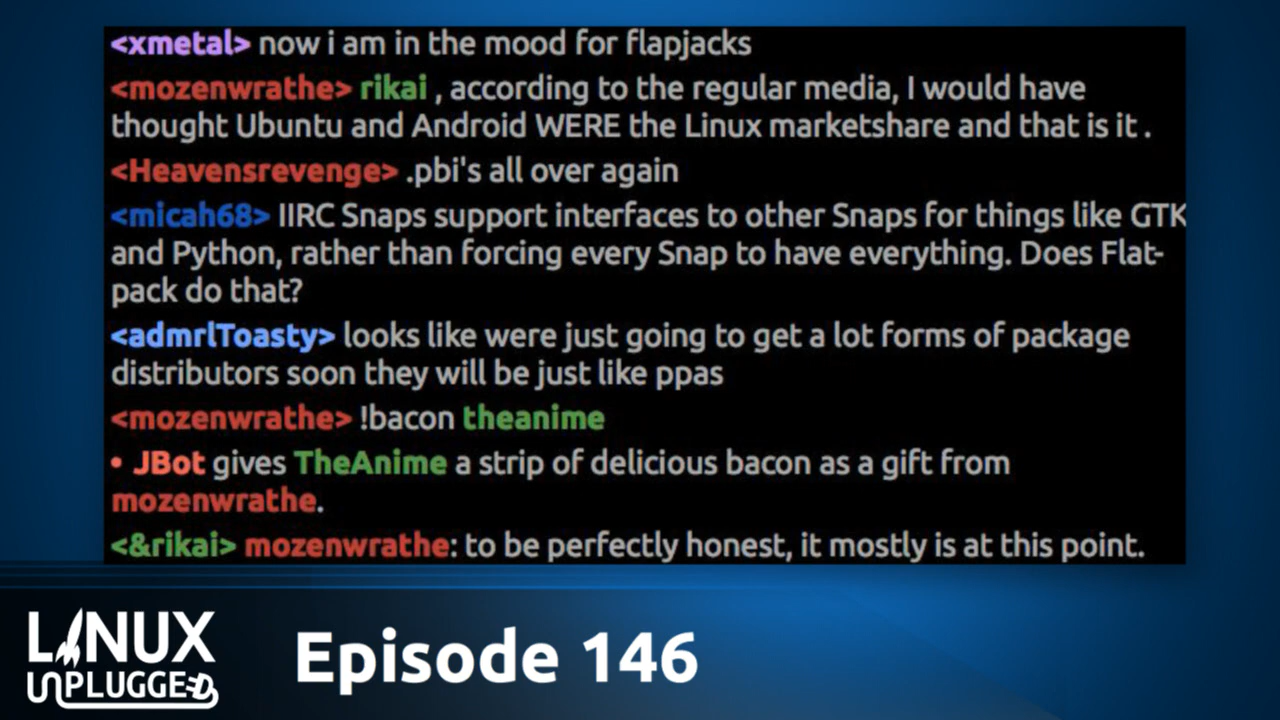 <xmetal> now i am in the mood for flapjacks
<mozenwrathe> rikai , according to the regular media, I would have
thought Ubuntu and Android WERE the Linux marketshare and that is it .
<Heavensrevenge> .pbi's all over again
<micah68> IIRC Snaps support interfaces to other Snaps for things like GTK
and Python, rather than forcing every Snap to have everything. Does Flat-
pack do that?
<admrlToasty> looks like were just going to get a lot forms of package
distributors soon they will be just like ppas
<mozenwrathe> !bacon theanime
• JBot gives TheAnime a strip of delicious bacon as a gift from
mozenwrathe.
<&rikai> mozenwrathe: to be perfectly honest, it mostly is at this point.
LINUX
UNPLUGGED
Episode 146